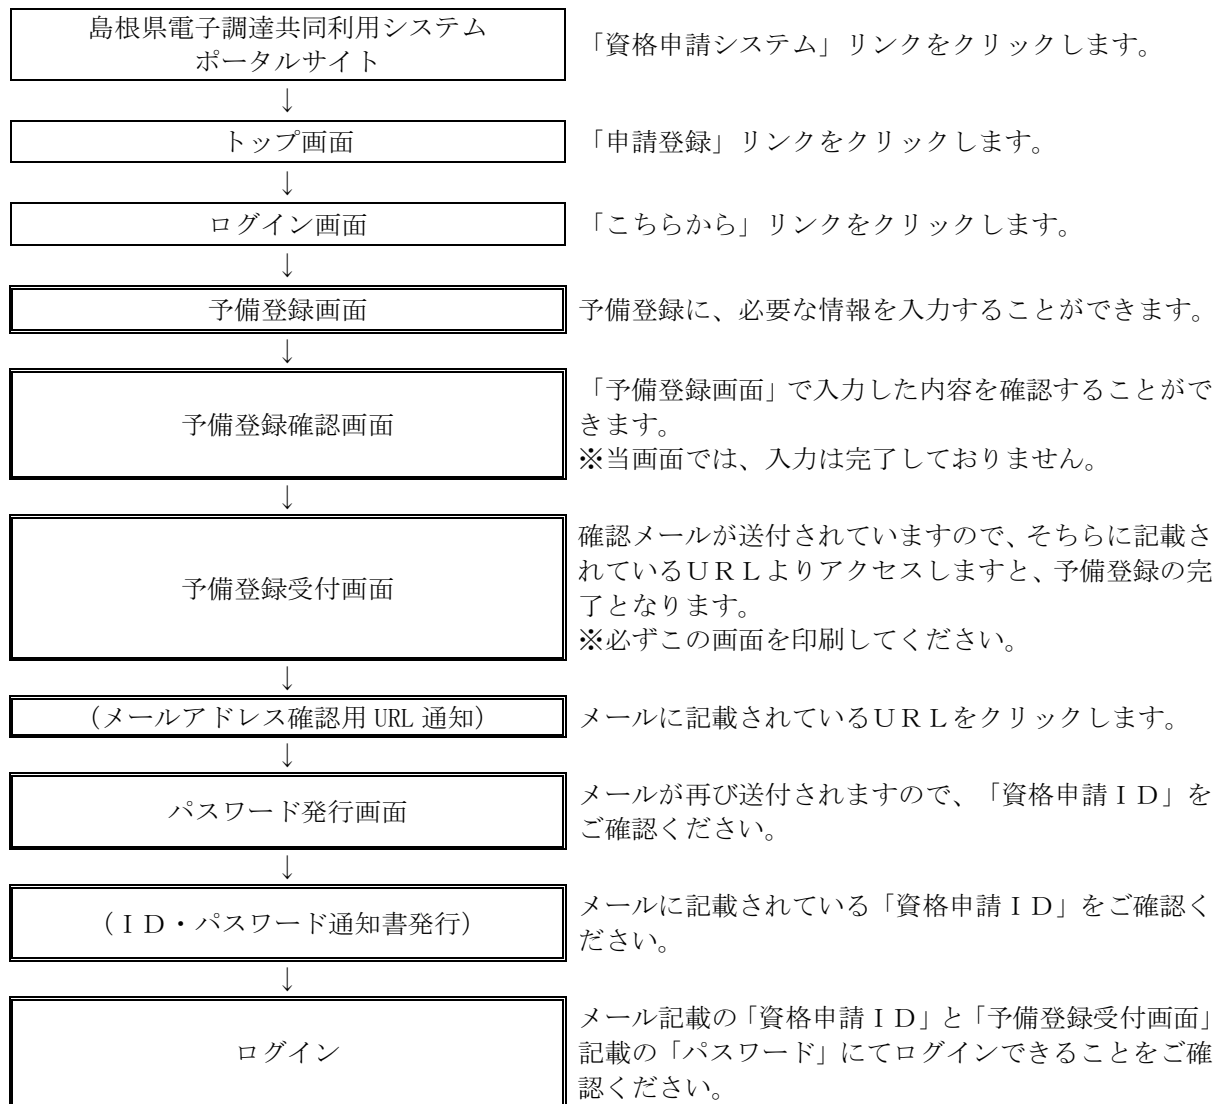 島根県電子調達共同利用システム
ポータルサイト
「資格申請システム」リンクをクリックします。
↓
トップ画面
「申請登録」リンクをクリックします。
↓
ログイン画面
「こちらから」リンクをクリックします。
↓
予備登録画面
予備登録に、必要な情報を入力することができます。
↓
予備登録確認画面
「予備登録画面」で入力した内容を確認することがで
きます。
※当画面では、入力は完了しておりません。
↓
予備登録受付画面
確認メールが送付されていますので、そちらに記載さ
れているＵＲＬよりアクセスしますと、予備登録の完
了となります。
※必ずこの画面を印刷してください。
↓
（メールアドレス確認用 URL 通知）
メールに記載されているＵＲＬをクリックします。
↓
パスワード発行画面
メールが再び送付されますので、「資格申請ＩＤ」を
ご確認ください。
↓
（ＩＤ・パスワード通知書発行）
メールに記載されている「資格申請ＩＤ」をご確認く
ださい。
↓
ログイン
メール記載の「資格申請ＩＤ」と「予備登録受付画面」
記載の「パスワード」にてログインできることをご確
認ください。